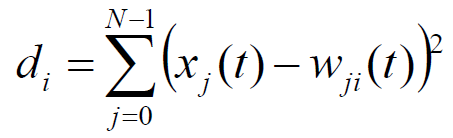 d_i = \sum_{j=0}^{N-1} (x_j(t) - w_{ji}(t))^2